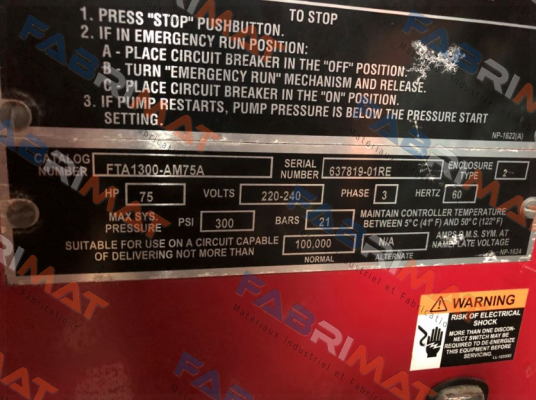 TO STOP
1. PRESS "STOP" PUSHBUTTON.
2. IF IN EMERGENCY RUN POSITION:
A - PLACE CIRCUIT BREAKER IN THE "OFF" POSITION.
B - TURN "EMERGENCY RUN" MECHANISM AND RELEASE.
C - PLACE CIRCUIT BREAKER IN THE "ON" POSITION.
3. IF PUMP RESTARTS, PUMP PRESSURE IS BELOW THE PRESSURE START
SETTING.
NP-1622(A)
CATALOG NUMBER FTA1300-AM75A SERIAL NUMBER 637819-01RE ENCLOSURE TYPE 2
HP 75 VOLTS 220-240 PHASE 3 HERTZ 60
MAX SYS. PRESSURE PSI 300 BARS 21 MAINTAIN CONTROLLER TEMPERATURE BETWEEN 5°C (41°F) AND 50°C (122°F)
SUITABLE FOR USE ON A CIRCUIT CAPABLE OF DELIVERING NOT MORE THAN 100,000 N/A AMPS R.M.S. SYM. AT NAMEPLATE VOLTAGE
NORMAL ALTERNATE NP-1624
WARNING
RISK OF ELECTRICAL
SHOCK
MORE THAN ONE DISCON-
NECT SWITCH MAY BE
REQUIRED TO DE-ENERGIZE
THIS EQUIPMENT BEFORE
SERVICING.
FABRIMAT
Matériaux Industriel et Fabrication